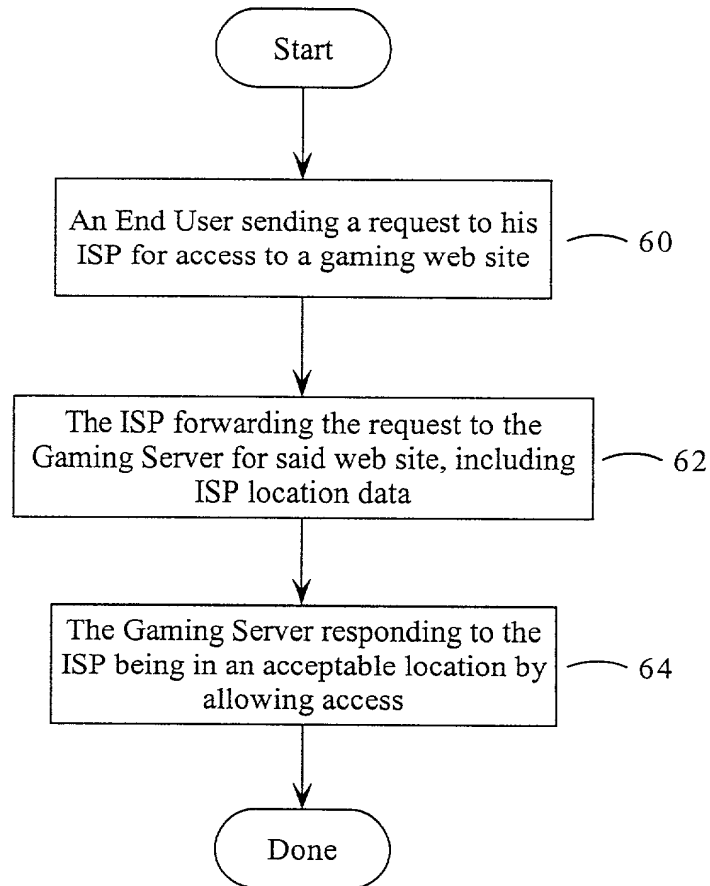 Start
An End User sending a request to his
ISP for access to a gaming web site
60
The ISP forwarding the request to the
Gaming Server for said web site, including
ISP location data
62
The Gaming Server responding to the
ISP being in an acceptable location by
allowing access
64
Done